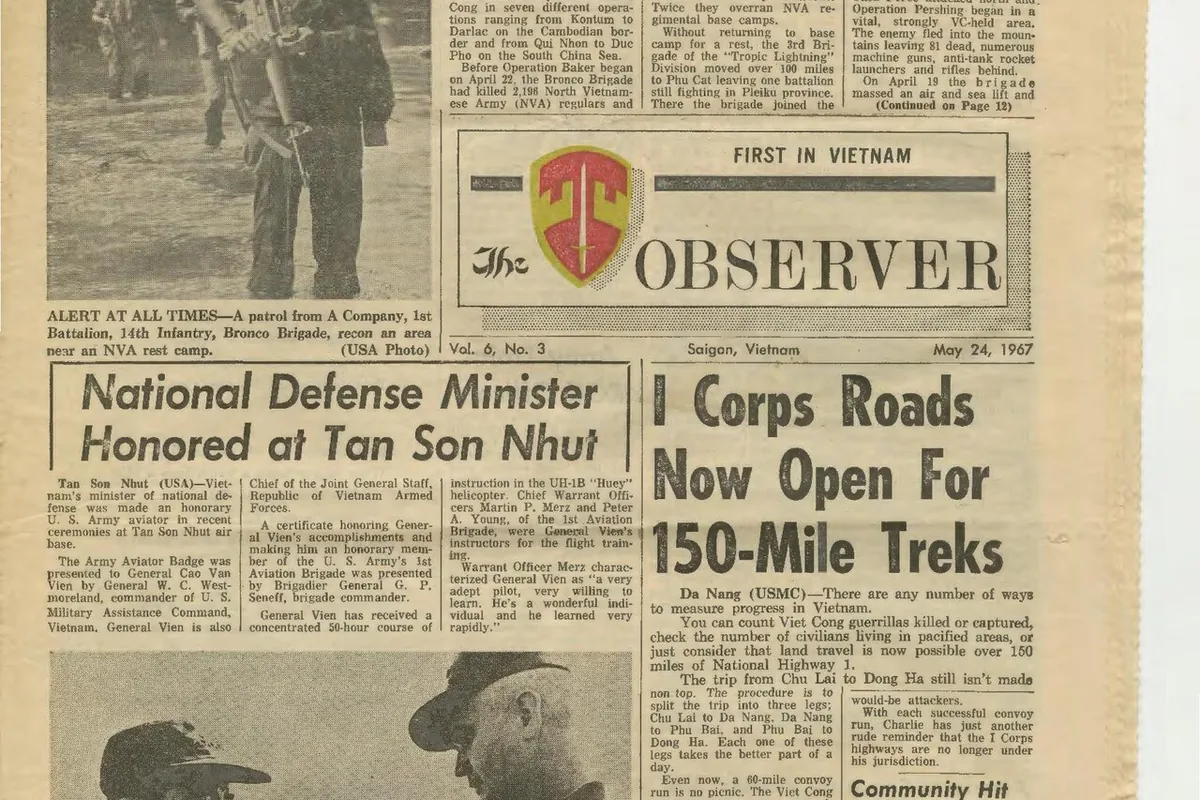 Cong in seven different opera-
tions ranging from Kontum to
Darlac on the Cambodian bor-
der and from Qui Nhon to Duc
Pho on the South China Sea.
Before Operation Baker began
on April 22, the Bronco Brigade
had killed 2,196 North Vietnam-
ese Army (NVA) regulars and
Twice they overran NVA re-
gimental base camps.
Without returning to base
camp for a rest, the 3rd Bri-
gade of the "Tropic Lightning"
Division moved over 100 miles
to Phu Cat leaving one battalion
still fighting in Pleiku province.
There the brigade joined the
Operation Pershing began in a
vital, strongly VC-held area.
The enemy fled into the moun-
tains leaving 81 dead, numerous
machine guns, anti-tank rocket
launchers and rifles behind.
On April 19 the brigade
massed an air and sea lift and
(Continued on Page 12)
FIRST IN VIETNAM
The OBSERVER
ALERT AT ALL TIMES—A patrol from A Company, 1st
Battalion, 14th Infantry, Bronco Brigade, recon an area
near an NVA rest camp. (USA Photo)
Vol. 6, No. 3 Saigon, Vietnam May 24, 1967
National Defense Minister
Honored at Tan Son Nhut
Tan Son Nhut (USA)—Viet-
nam's minister of national de-
fense was made an honorary
U. S. Army aviator in recent
ceremonies at Tan Son Nhut air
base.
The Army Aviator Badge was
presented to General Cao Van
Vien by General W. C. West-
moreland, commander of U. S.
Military Assistance Command,
Vietnam. General Vien is also
Chief of the Joint General Staff,
Republic of Vietnam Armed
Forces.
A certificate honoring Gener-
al Vien's accomplishments and
making him an honorary mem-
ber of the U. S. Army's 1st
Aviation Brigade was presented
by Brigadier General G. P.
Seneff, brigade commander.
General Vien has received a
concentrated 50-hour course of
instruction in the UH-1B "Huey"
helicopter. Chief Warrant Offi-
cers Martin P. Merz and Peter
A. Young, of the 1st Aviation
Brigade, were General Vien's
instructors for the flight train-
ing.
Warrant Officer Merz charac-
terized General Vien as "a very
adept pilot, very willing to
learn. He's a wonderful indi-
vidual and he learned very
rapidly."
I Corps Roads
Now Open For
150-Mile Treks
Da Nang (USMC)—There are any number of ways
to measure progress in Vietnam.
You can count Viet Cong guerrillas killed or captured,
check the number of civilians living in pacified areas, or
just consider that land travel is now possible over 150
miles of National Highway 1.
The trip from Chu Lai to Dong Ha still isn't made
non top. The procedure is to
split the trip into three legs;
Chu Lai to Da Nang, Da Nang
to Phu Bai, and Phu Bai to
Dong Ha. Each one of these
legs takes the better part of a
day.
Even now, a 60-mile convoy
run is no picnic. The Viet Cong
would-be attackers.
With each successful convoy
run, Charlie has just another
rude reminder that the I Corps
highways are no longer under
his jurisdiction.
Community Hit